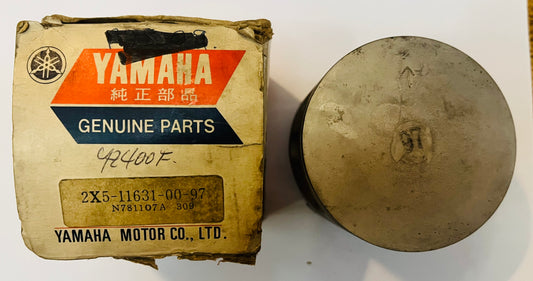 YAMAHA
純正部品
GENUINE PARTS
42400F.
2X5-11631-00-97
N781107A 309
YAMAHA MOTOR CO., LTD.
97